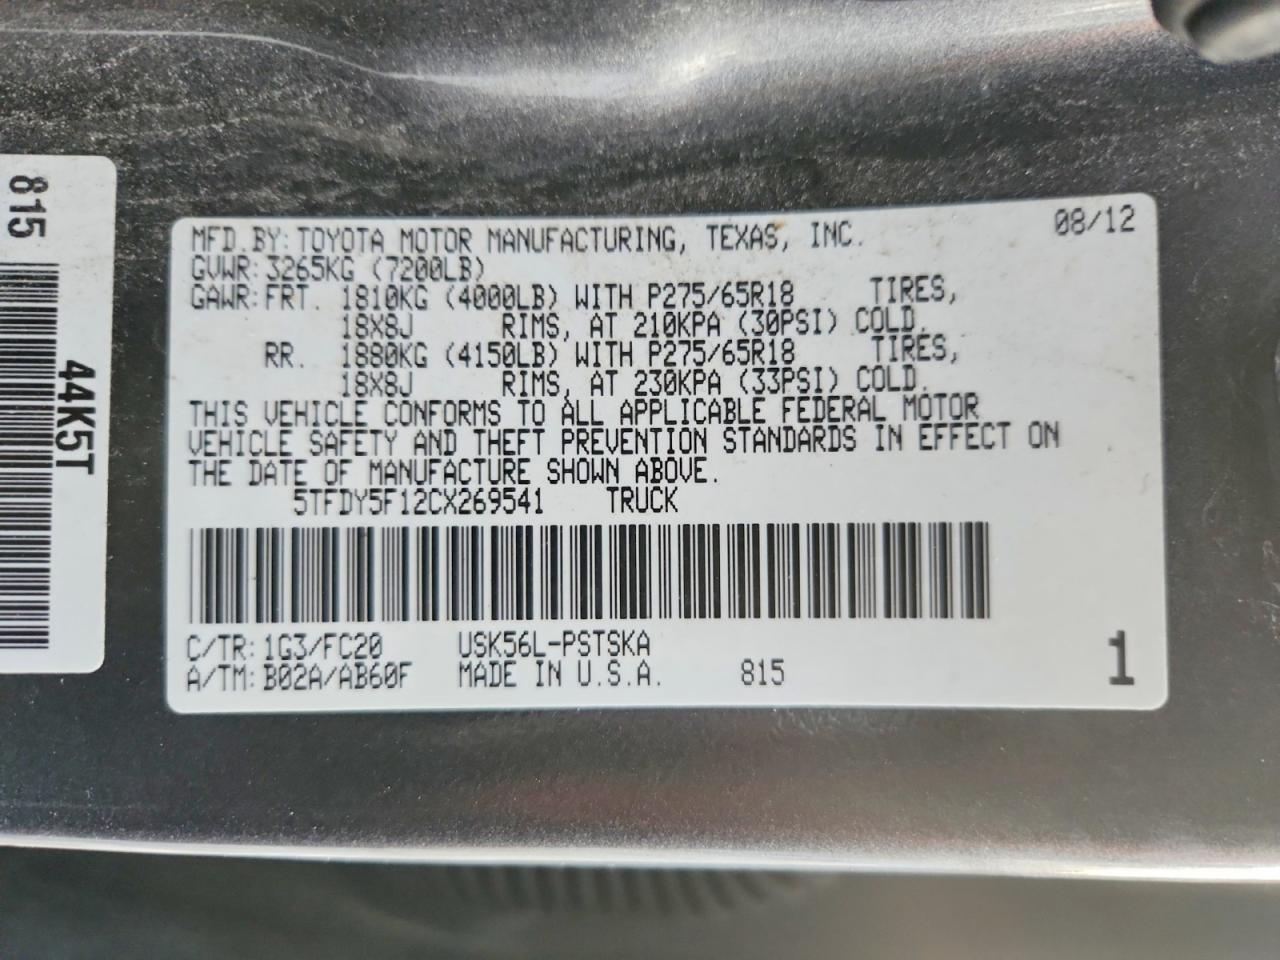 815
44K5T
MFD.BY:TOYOTA MOTOR MANUFACTURING, TEXAS, INC. 08/12
GVWR:3265KG (7200LB)
GAWR:FRT. 1810KG (4000LB) WITH P275/65R18 TIRES,
18X8J RIMS, AT 210KPA (30PSI) COLD.
RR. 1880KG (4150LB) WITH P275/65R18 TIRES,
18X8J RIMS, AT 230KPA (33PSI) COLD.
THIS VEHICLE CONFORMS TO ALL APPLICABLE FEDERAL MOTOR
VEHICLE SAFETY AND THEFT PREVENTION STANDARDS IN EFFECT ON
THE DATE OF MANUFACTURE SHOWN ABOVE.
5TFDY5F12CX269541 TRUCK
C/TR:1G3/FC20 USK56L-PSTSKA
A/TM:B02A/AB60F MADE IN U.S.A. 815 1